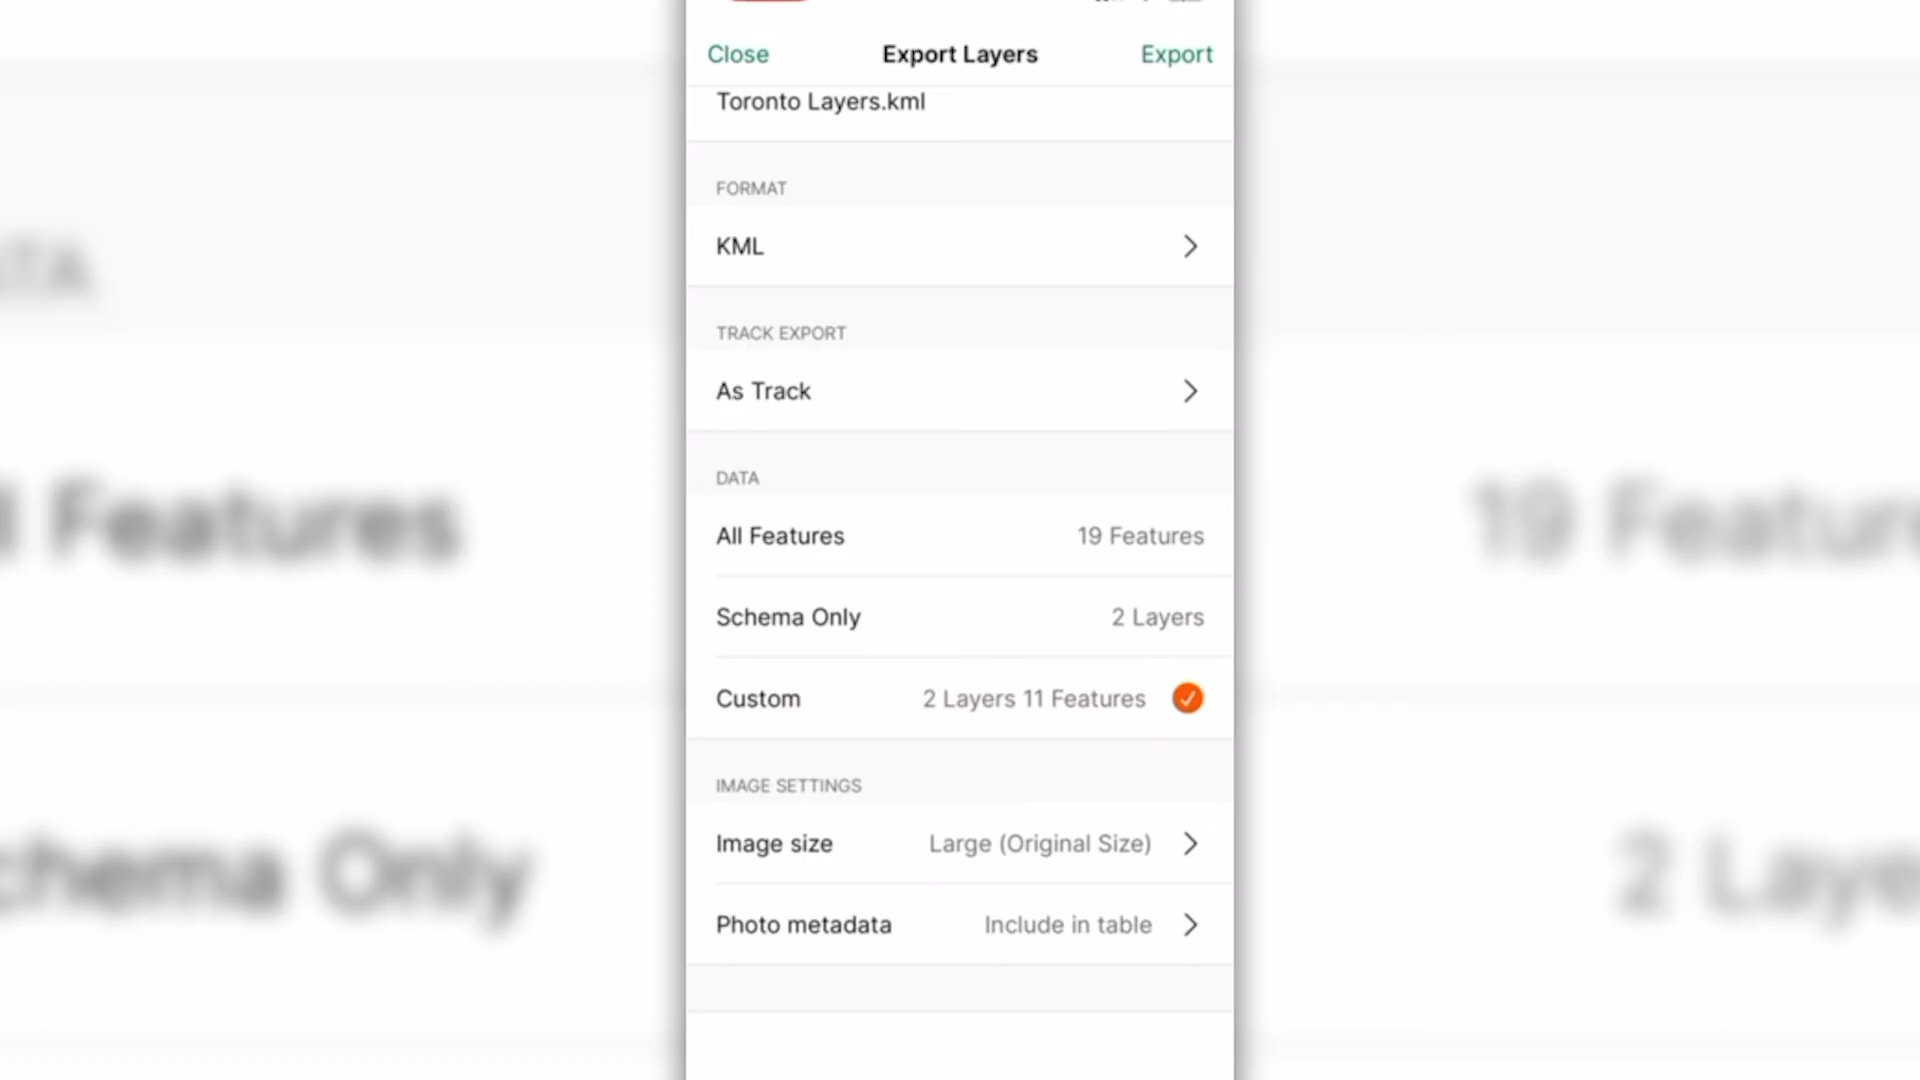 Close Export Layers Export
Toronto Layers.kml
FORMAT
KML
TRACK EXPORT
As Track
DATA
All Features 19 Features
Schema Only 2 Layers
Custom 2 Layers 11 Features
IMAGE SETTINGS
Image size Large (Original Size)
Photo metadata Include in table